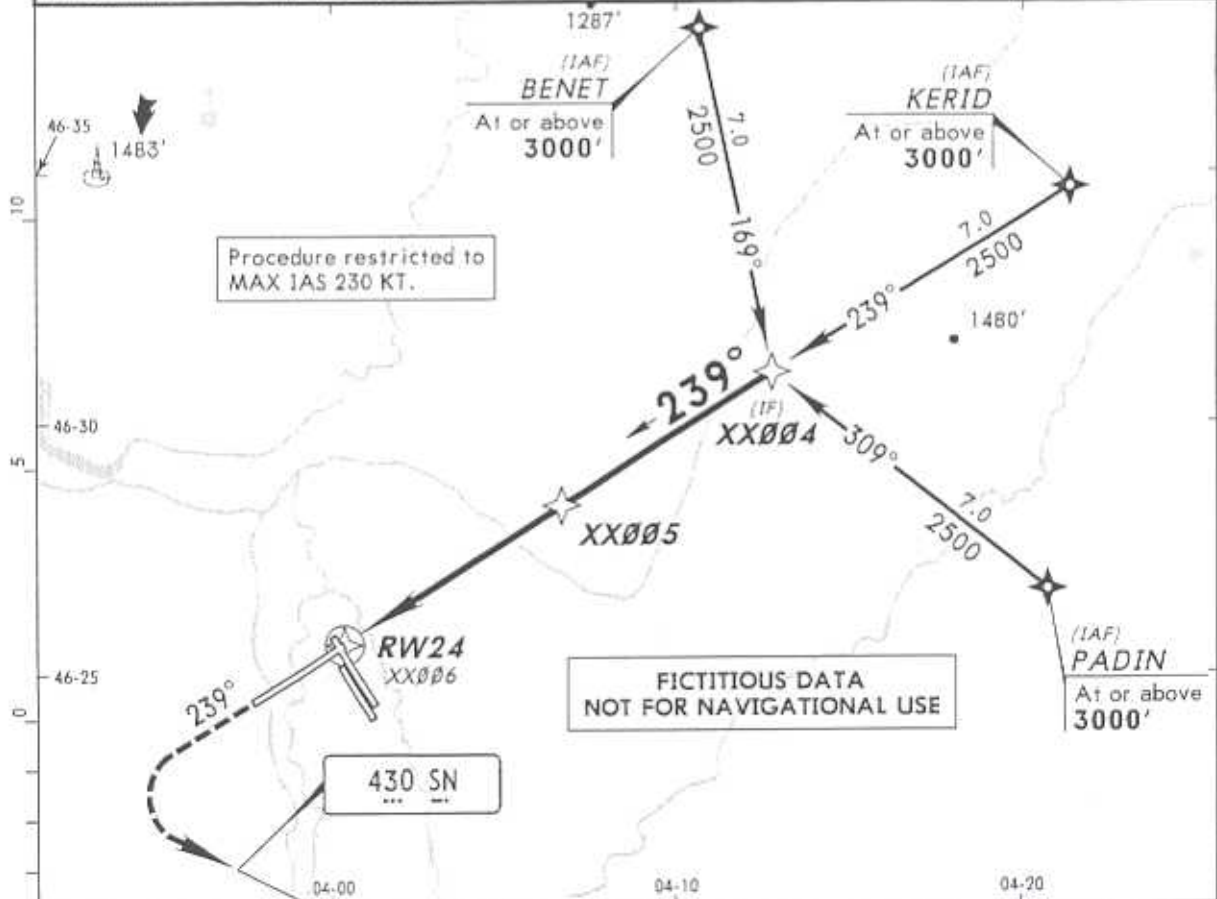 1287'
(IAF)
BENET
At or above
3000'
7.0
2500
169°
(IAF)
KERID
At or above
3000'
7.0
2500
239°
46-35
1483'
10
Procedure restricted to
MAX IAS 230 KT.
1480'
239°
(IF)
XXØØ4
46-30
5
309°
7.0
2500
XXØØ5
(IAF)
PADIN
At or above
3000'
RW24
XXØØ6
46-25
0
239°
FICTITIOUS DATA
NOT FOR NAVIGATIONAL USE
430 SN
04-00
04-10
04-20